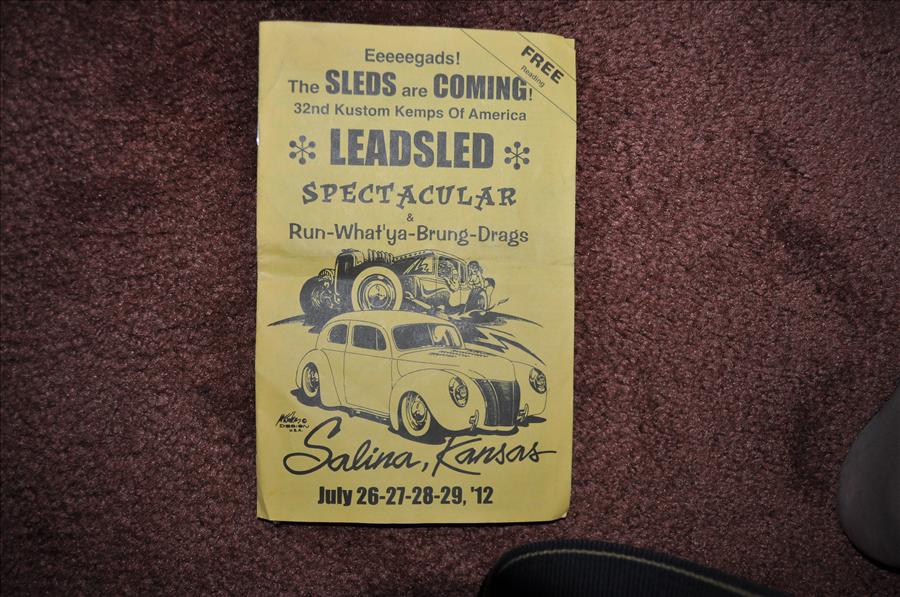 FREE
Reading
Eeeeegads!
The SLEDS are COMING!
32nd Kustom Kemps Of America
LEADSLED
SPECTACULAR
&
Run-What'ya-Brung-Drags
DESIGN
U.S.A.
Salina, Kansas
July 26-27-28-29, '12